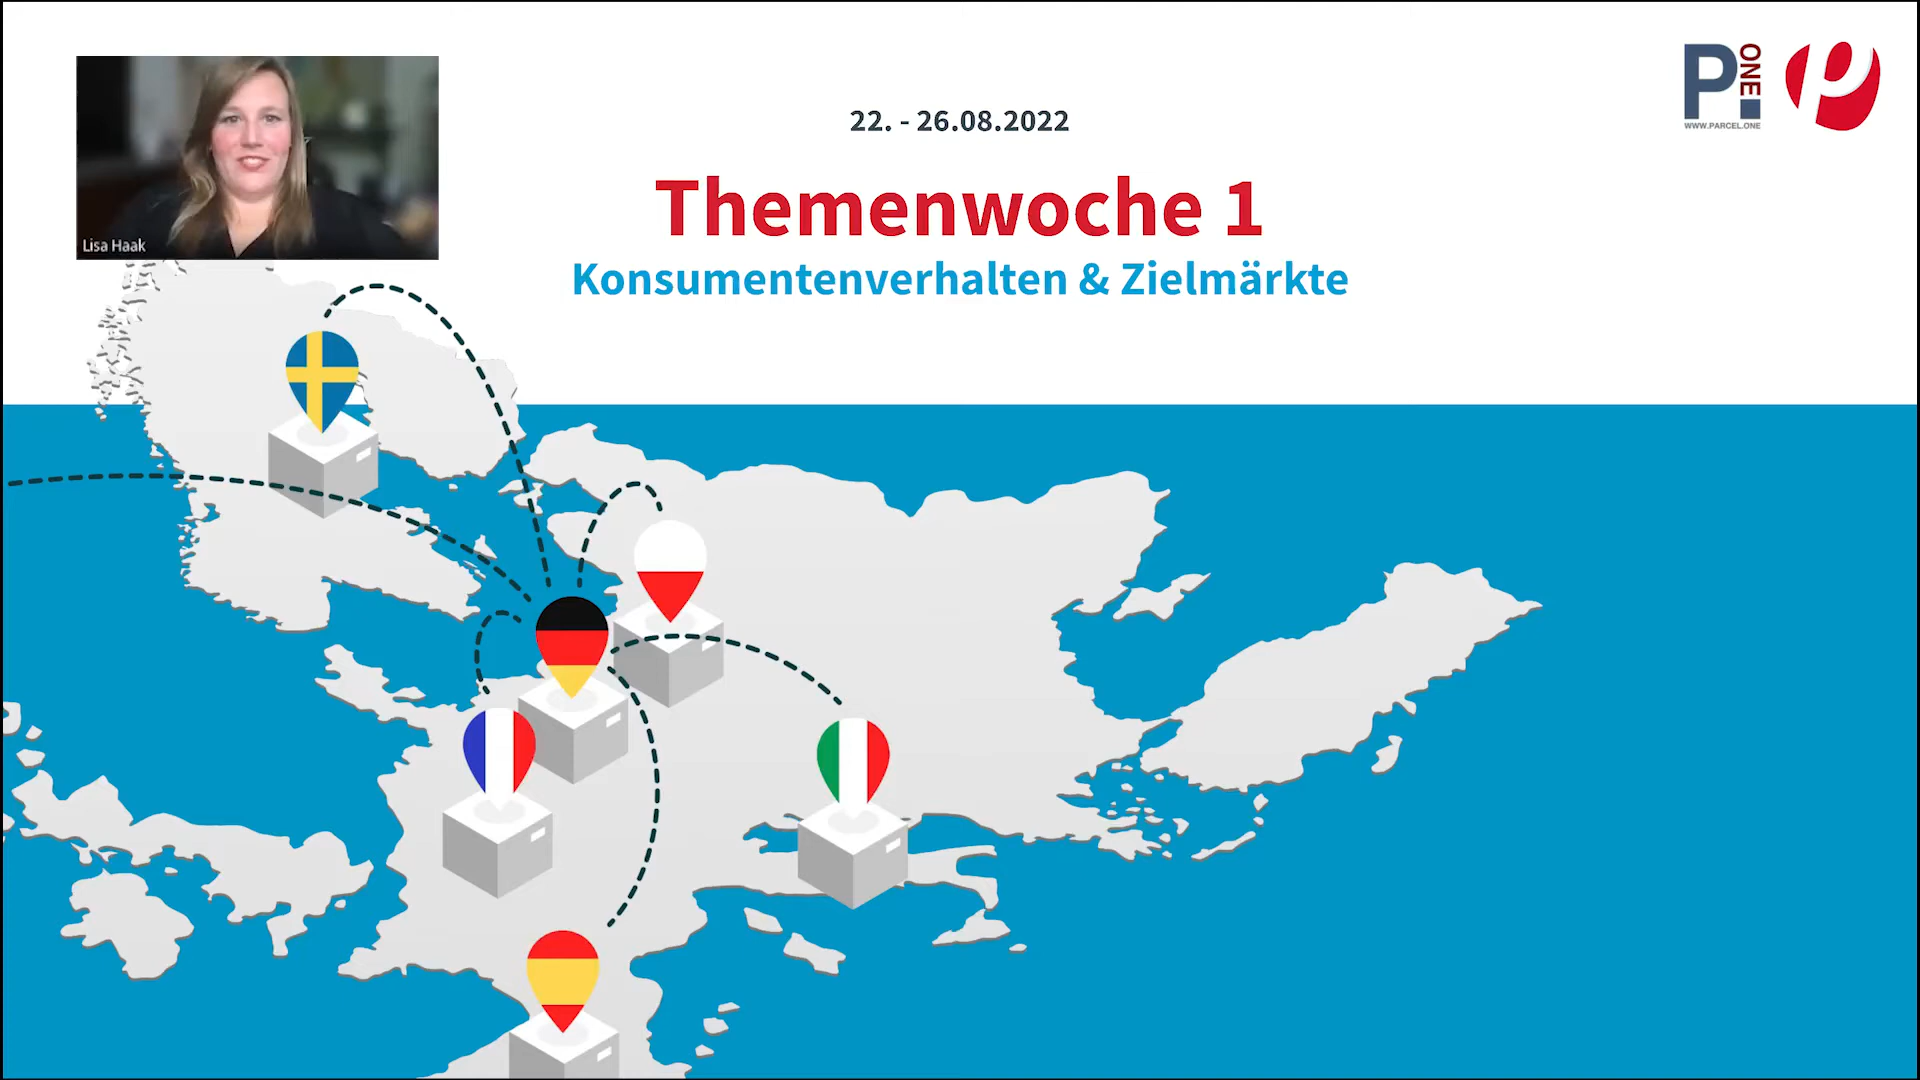 Lisa Haak
22. - 26.08.2022
Themenwoche 1
Konsumentenverhalten & Zielmärkte
P.ONE
WWW.PARCEL.ONE
P